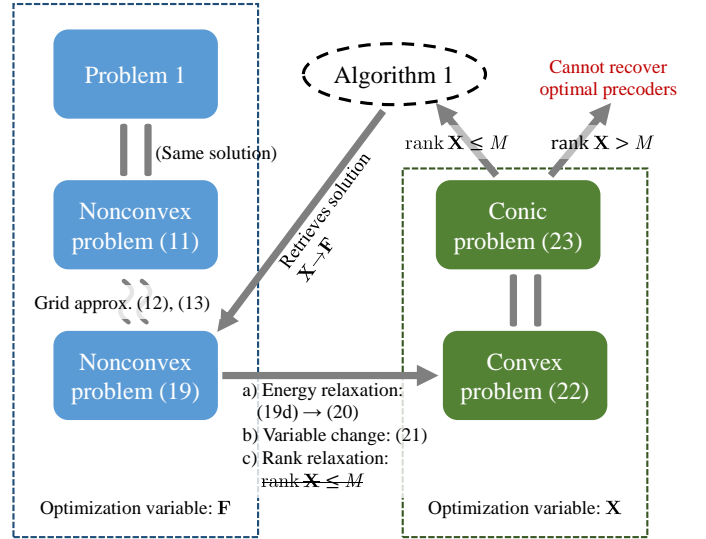 Problem 1
Algorithm 1
Cannot recover
optimal precoders
(Same solution)
rank X ≤ M
rank X > M
Nonconvex
problem (11)
Conic
problem (23)
Retrieves solution
X→F
Grid approx. (12), (13)
Nonconvex
problem (19)
Convex
problem (22)
a) Energy relaxation:
(19d) → (20)
b) Variable change: (21)
c) Rank relaxation:
rank X ≤ M
Optimization variable: F
Optimization variable: X